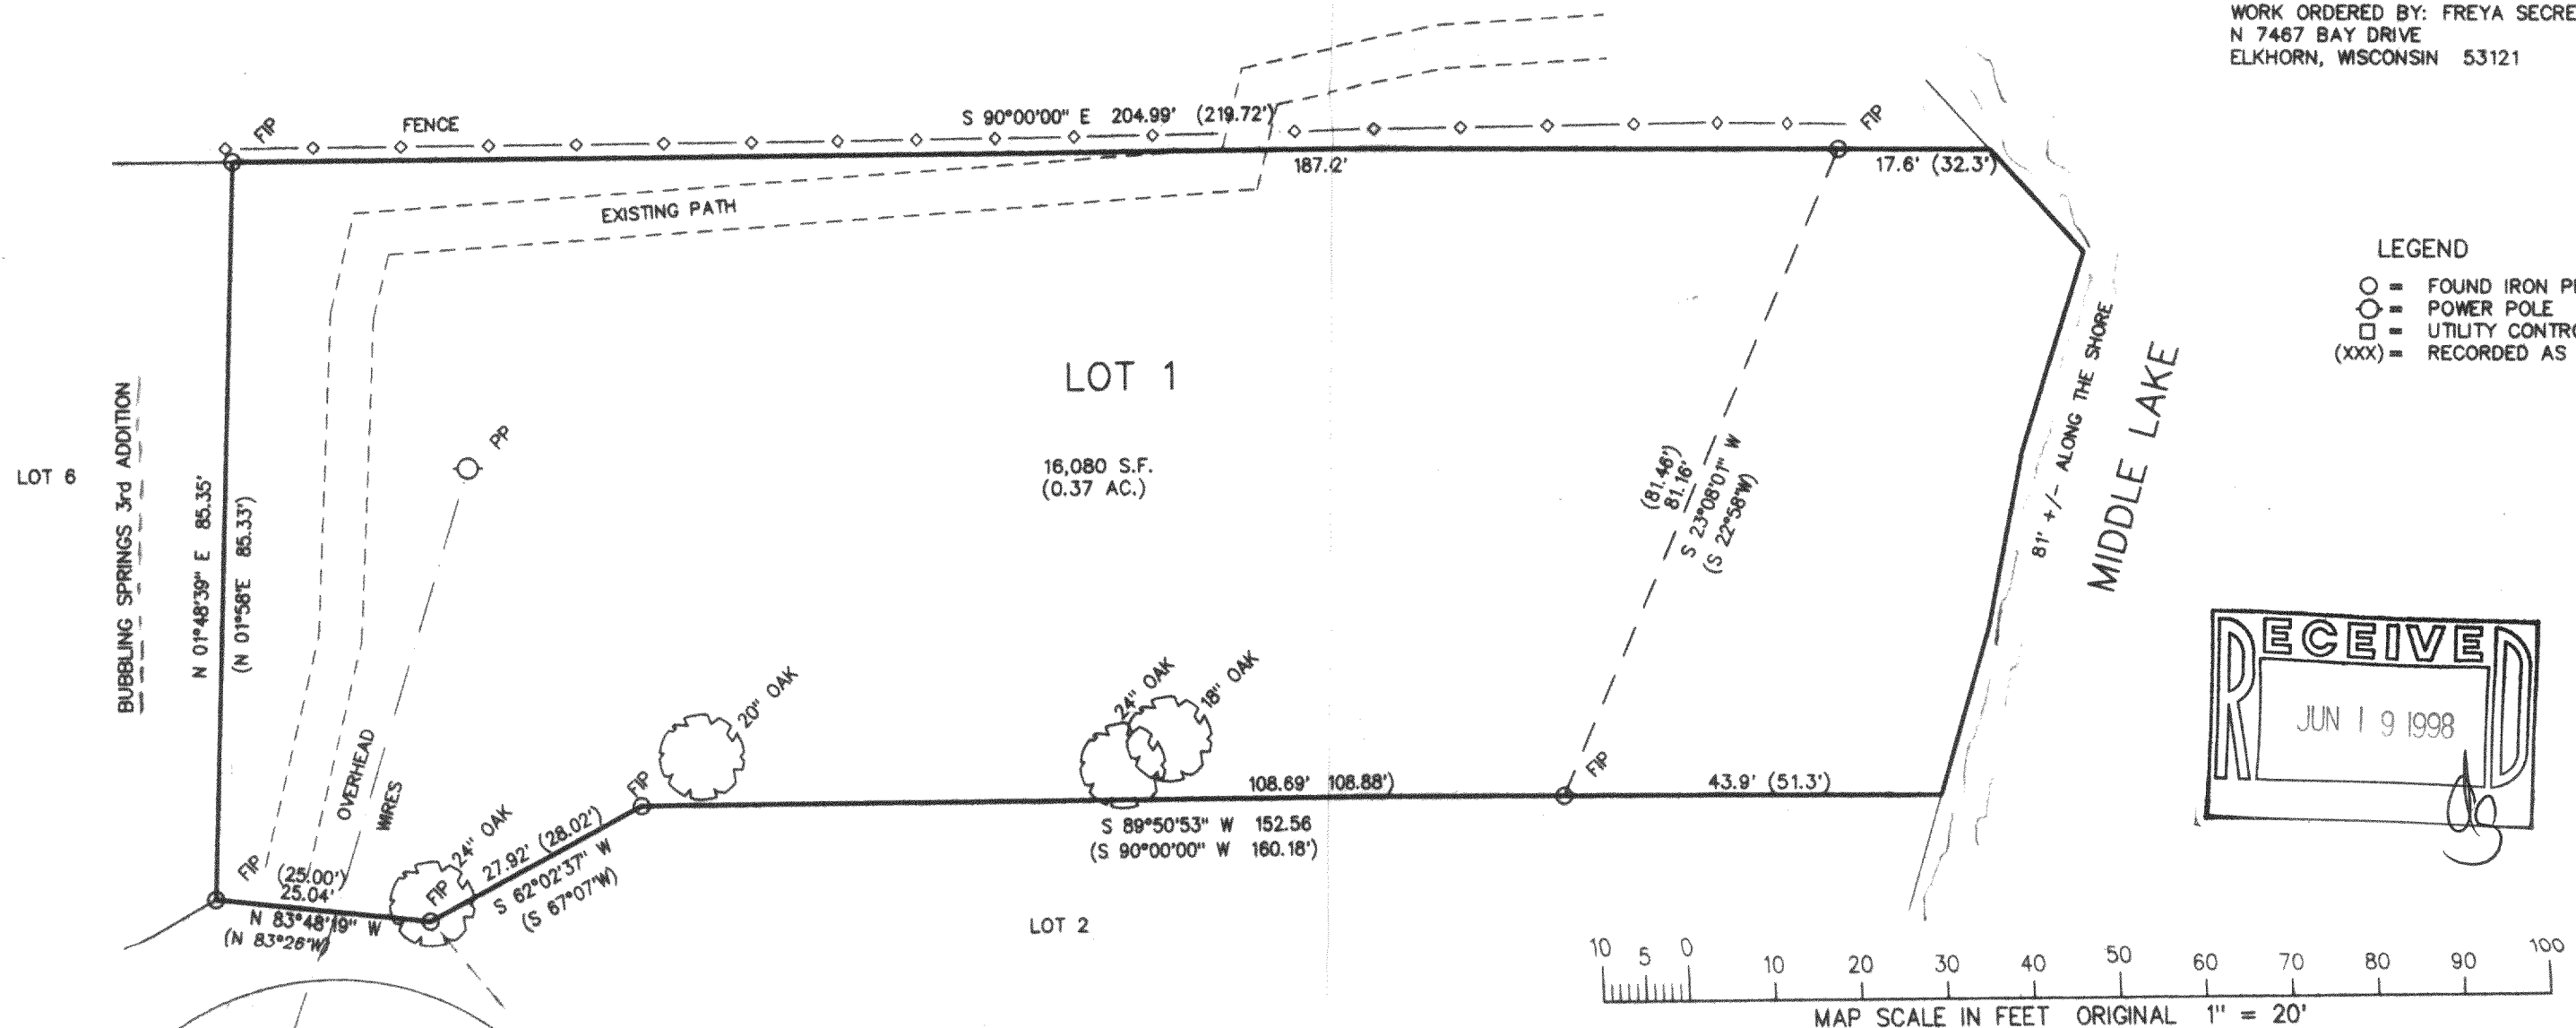 WORK ORDERED BY: FREYA SECRE
N 7467 BAY DRIVE
ELKHORN, WISCONSIN 53121
FIP
FENCE
S 90°00'00" E 204.99' (219.72')
FIP
187.2'
17.6' (32.3')
EXISTING PATH
LEGEND
= FOUND IRON PI
= POWER POLE
= UTILITY CONTRO
(XXX) = RECORDED AS
LOT 1
16,080 S.F.
(0.37 AC.)
PP
LOT 6
BUBBLING SPRINGS 3rd ADDITION
N 01°48'39" E 85.35'
(N 01°58'E 85.33')
(81.46')
81.16'
S 23°08'01" W
(S 22°58'W)
81' +/- ALONG THE SHORE
MIDDLE LAKE
RECEIVED
JUN 19 1998
OVERHEAD
WIRES
20" OAK
24" OAK
18" OAK
FIP
FIP
108.69' 108.88')
43.9' (51.3')
S 89°50'53" W 152.56
(S 90°00'00" W 160.18')
24" OAK
27.92' (28.02')
S 62°02'37" W
(S 67°07'W)
FIP
FIP
(25.00')
25.04'
N 83°48'19" W
(N 83°26'W)
LOT 2
10 5 0 10 20 30 40 50 60 70 80 90 100
MAP SCALE IN FEET ORIGINAL 1" = 20'